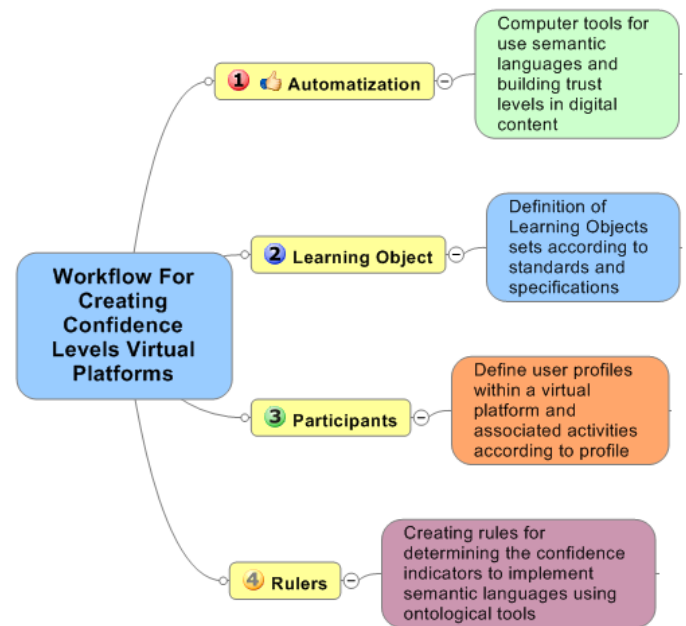 Workflow For
Creating
Confidence
Levels Virtual
Platforms
1 Automatization
Computer tools for
use semantic
languages and
building trust
levels in digital
content
2 Learning Object
Definition of
Learning Objects
sets according to
standards and
specifications
3 Participants
Define user profiles
within a virtual
platform and
associated activities
according to profile
4 Rulers
Creating rules for
determining the confidence
indicators to implement
semantic languages using
ontological tools